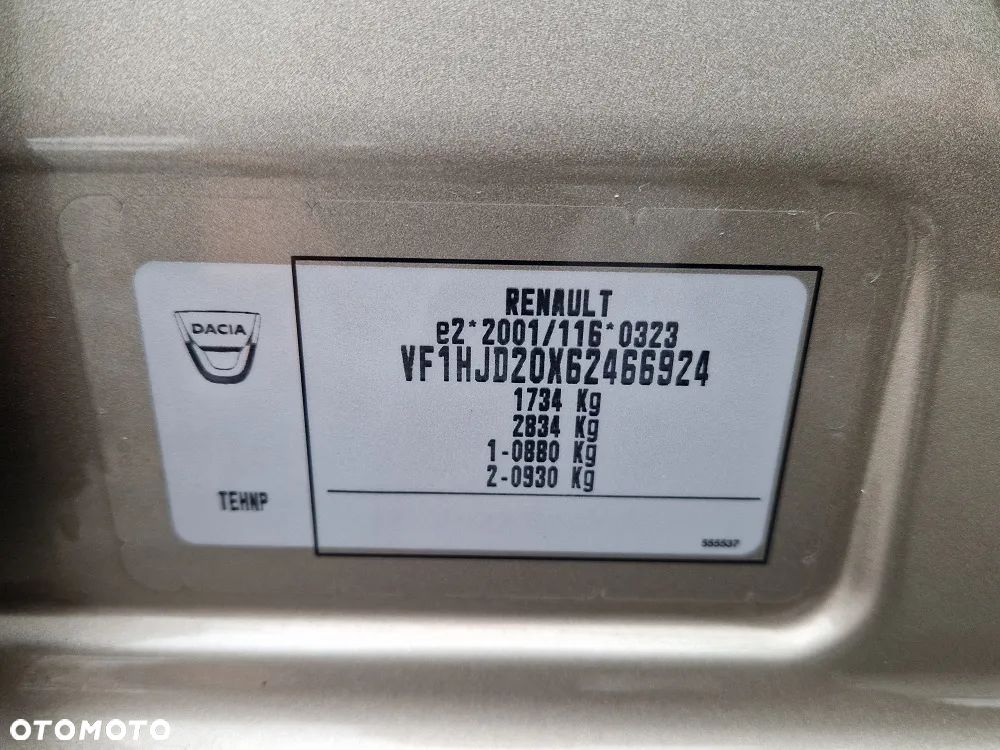 DACIA
RENAULT
e2*2001/116*0323
VF1HJD20X62466924
1734 Kg
2834 Kg
1-0880 Kg
2-0930 Kg
TEHNP
555537
OTOMOTO